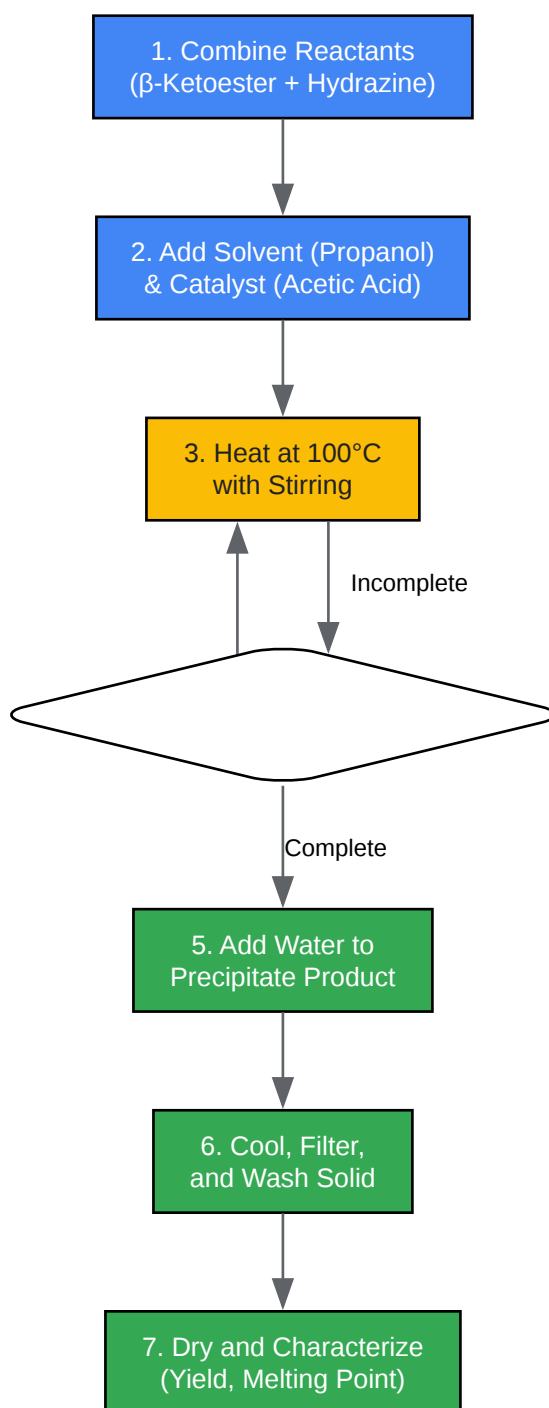 1. Combine Reactants
(β-Ketoester + Hydrazine)
2. Add Solvent (Propanol)
& Catalyst (Acetic Acid)
3. Heat at 100°C
with Stirring
Incomplete
Complete
5. Add Water to
Precipitate Product
6. Cool, Filter,
and Wash Solid
7. Dry and Characterize
(Yield, Melting Point)